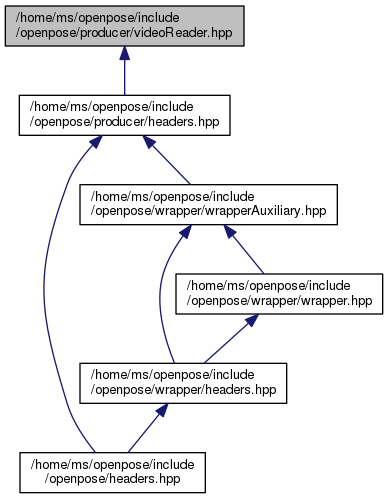 /home/ms/openpose/include
/openpose/producer/videoReader.hpp
/home/ms/openpose/include
/openpose/producer/headers.hpp
/home/ms/openpose/include
/openpose/wrapper/wrapperAuxiliary.hpp
/home/ms/openpose/include
/openpose/wrapper/wrapper.hpp
/home/ms/openpose/include
/openpose/wrapper/headers.hpp
/home/ms/openpose/include
/openpose/headers.hpp